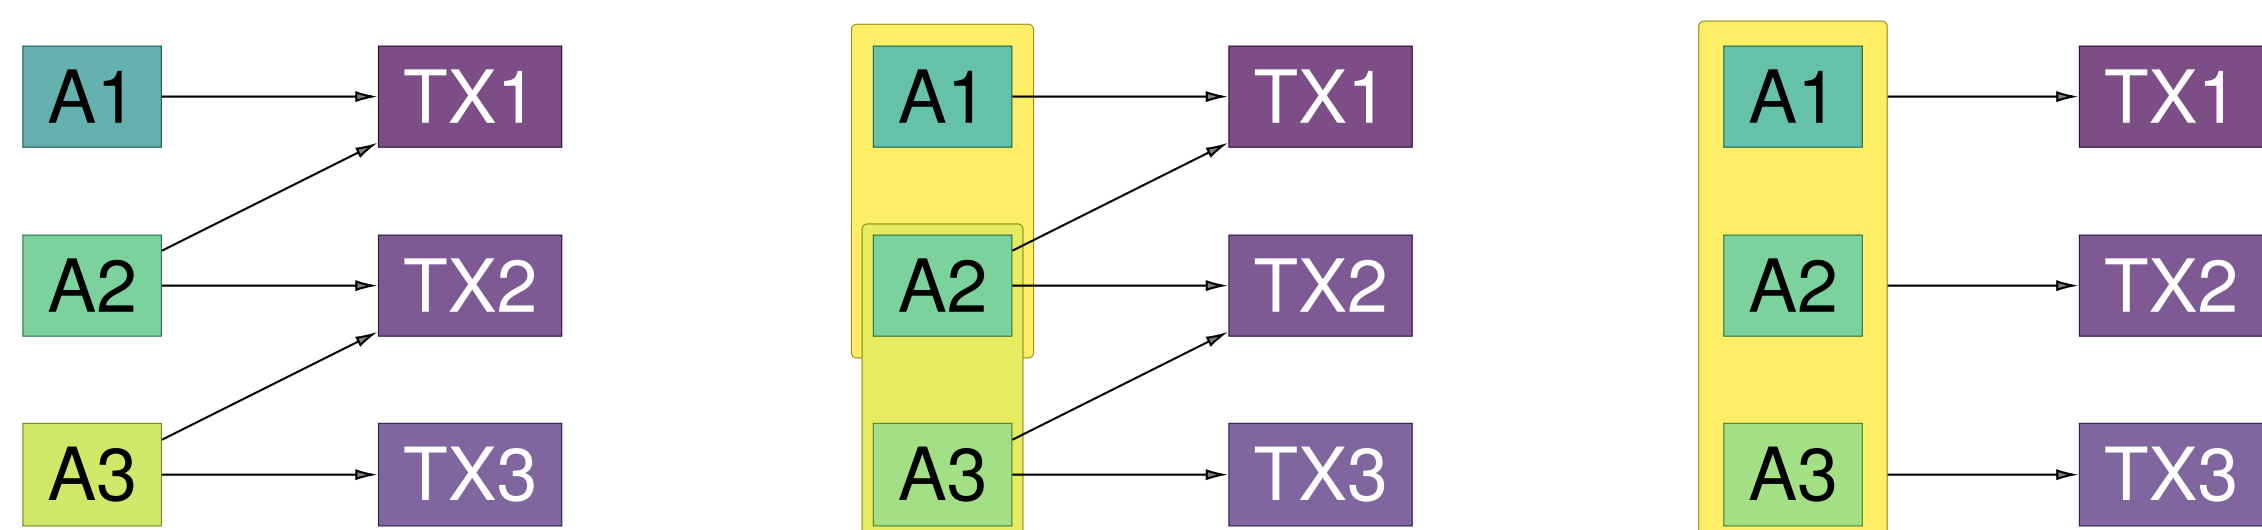 A1 TX1 A1 TX1 A1 TX1
A2 TX2 A2 TX2 A2 TX2
A3 TX3 A3 TX3 A3 TX3